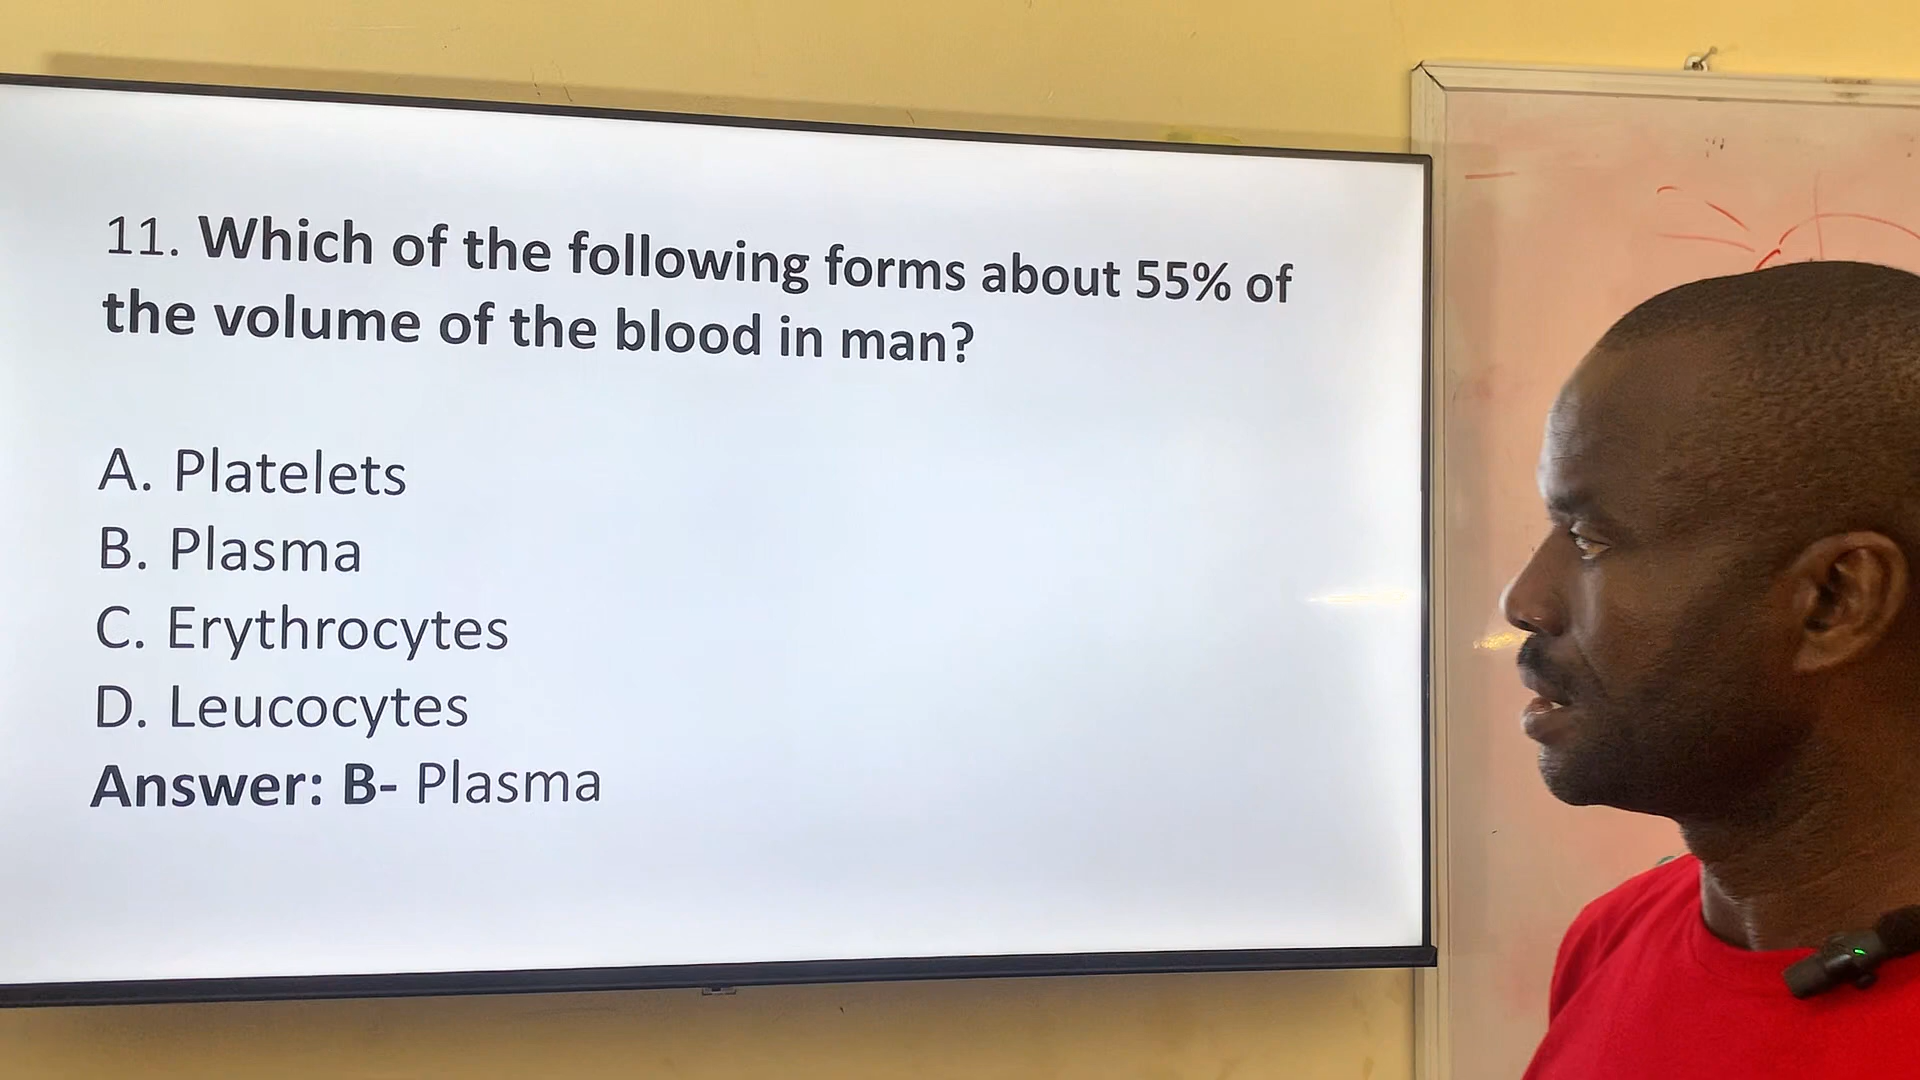 11. Which of the following forms about 55% of
the volume of the blood in man?
A. Platelets
B. Plasma
C. Erythrocytes
D. Leucocytes
Answer: B- Plasma